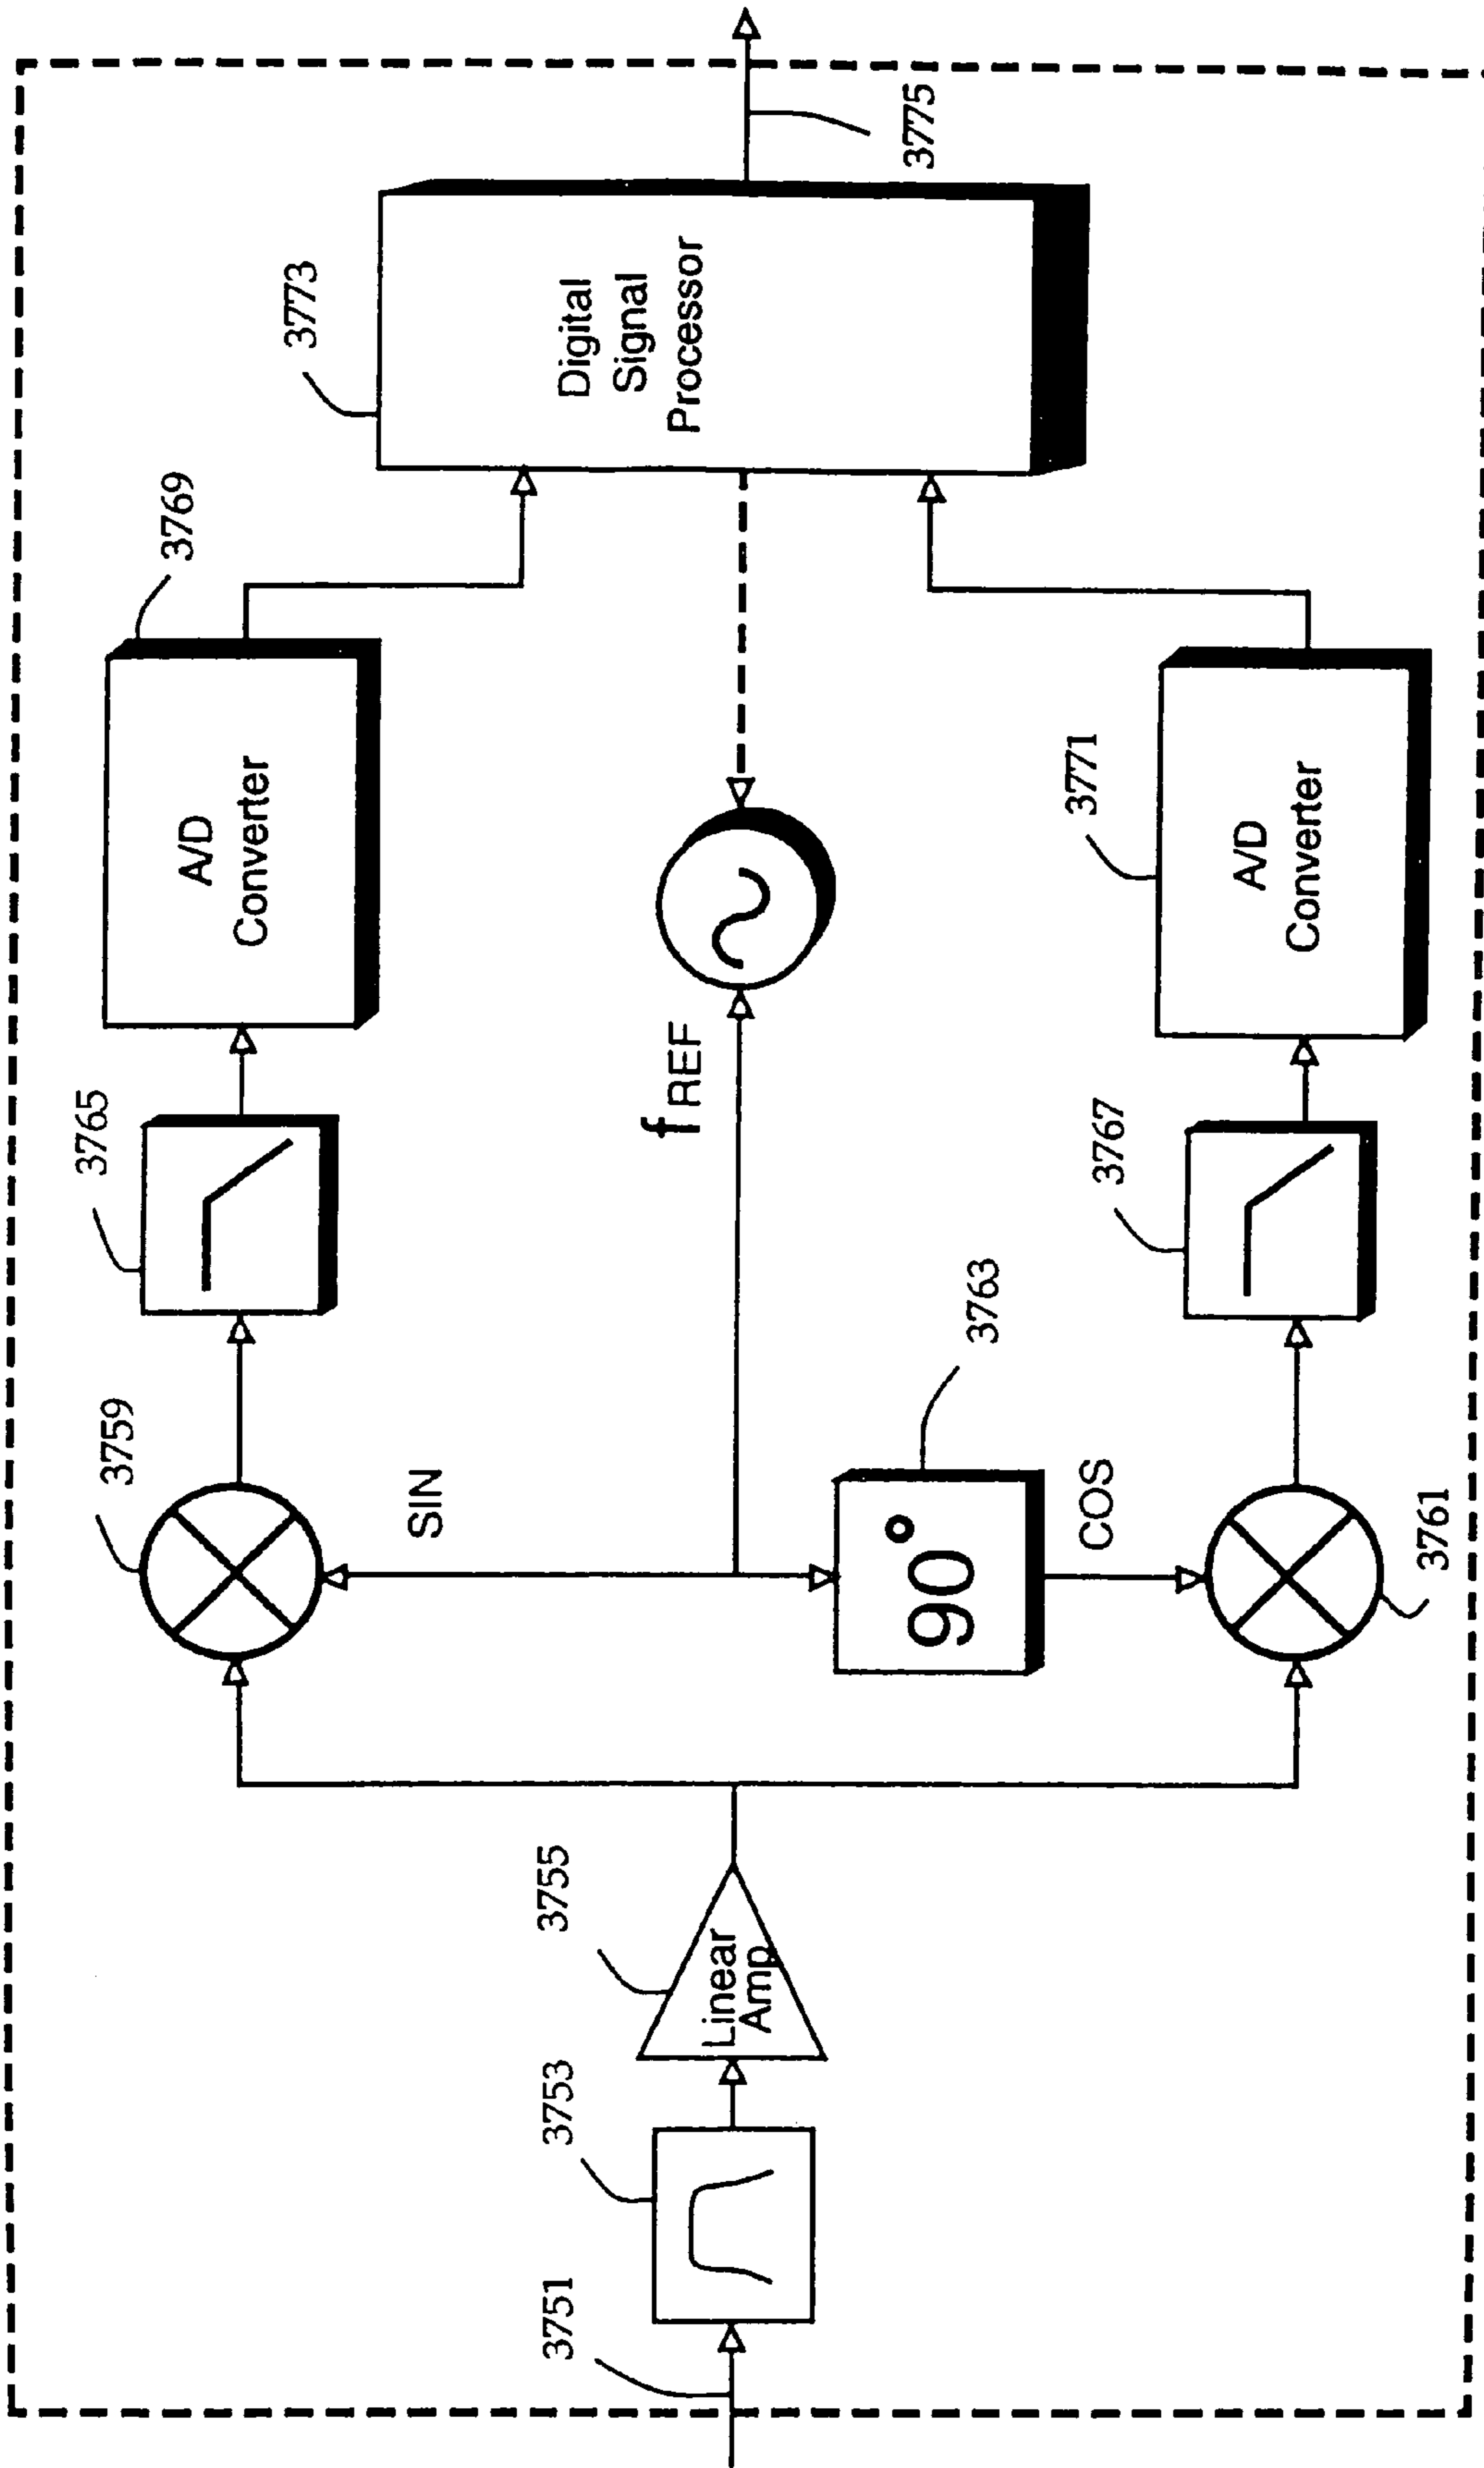 3759
3765
3769
A/D
Converter
SIN
3773
3751
3753
3755
Linear
Amp
f REF
Digital
Signal
Processor
3775
90°
3763
COS
3761
3767
3771
A/D
Converter